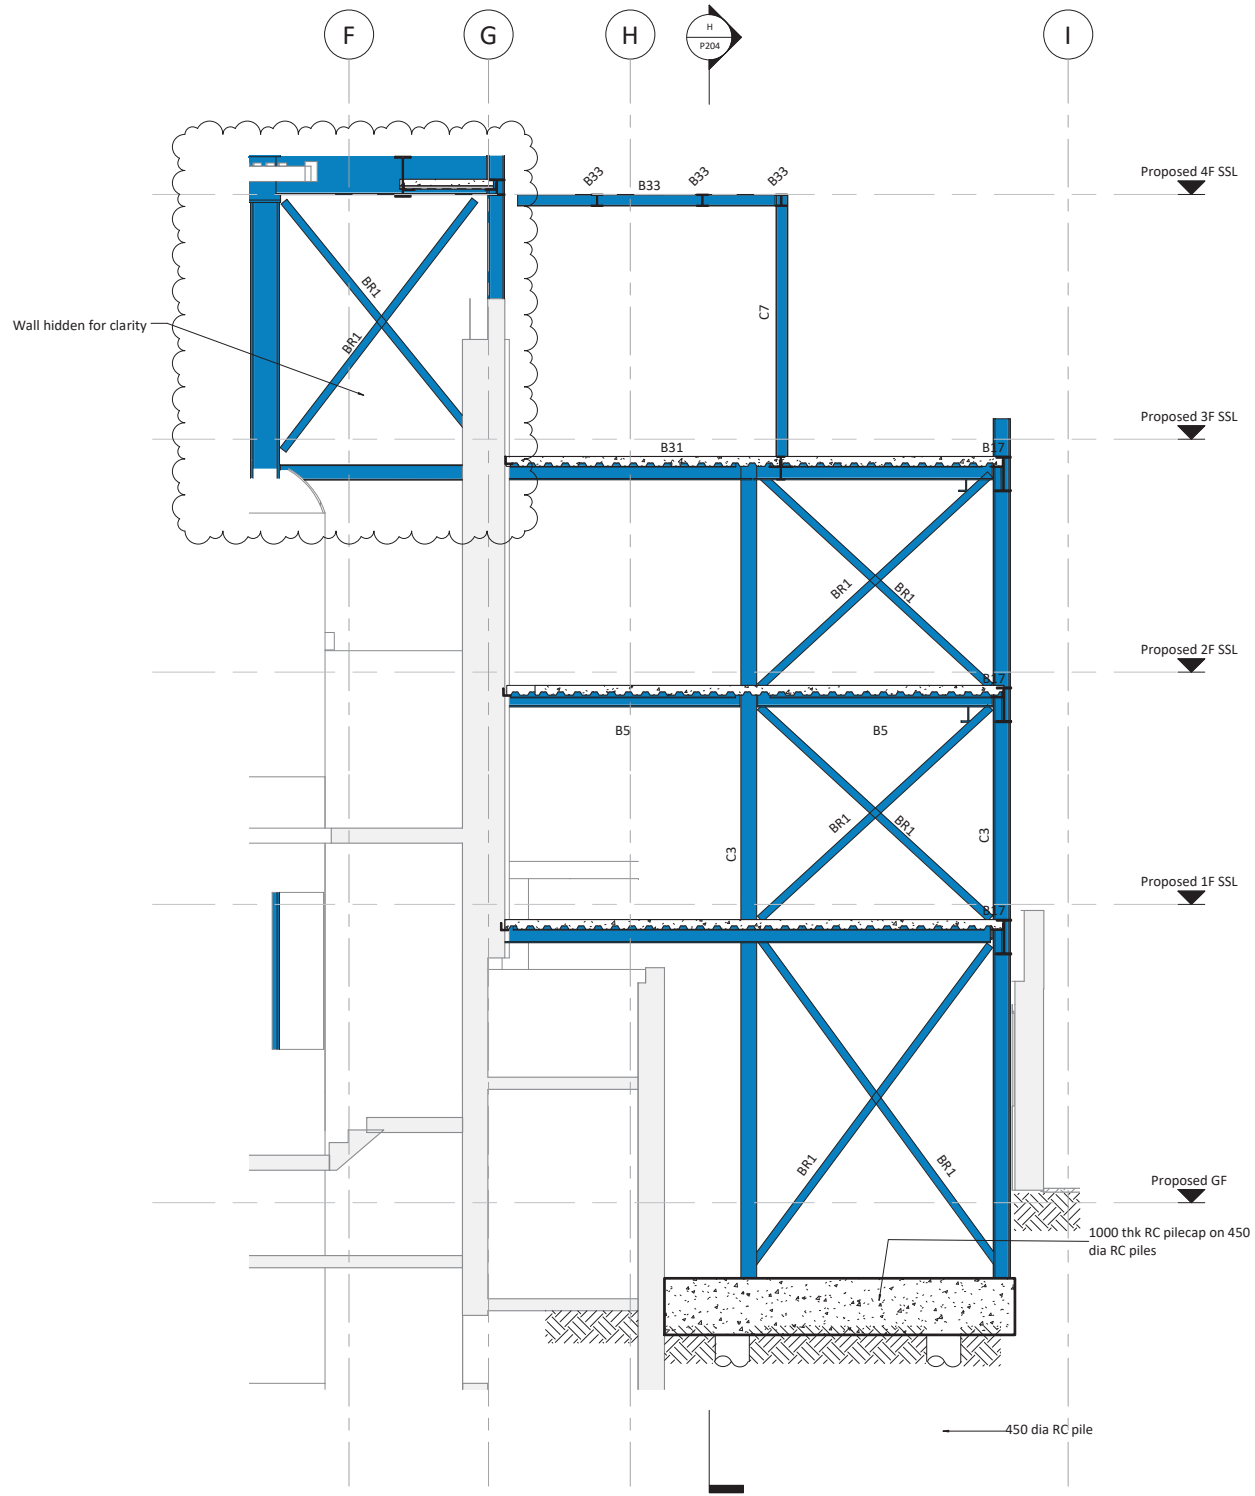 F
G
H
H
P204
I
Proposed 4F SSL
B33
B33
B33
B33
BR1
BR1
C7
Wall hidden for clarity
Proposed 3F SSL
B31
B17
BR1
BR1
Proposed 2F SSL
B17
B5
B5
BR1
BR1
C3
C3
Proposed 1F SSL
B17
BR1
BR1
Proposed GF
1000 thk RC pilecap on 450
dia RC piles
450 dia RC pile